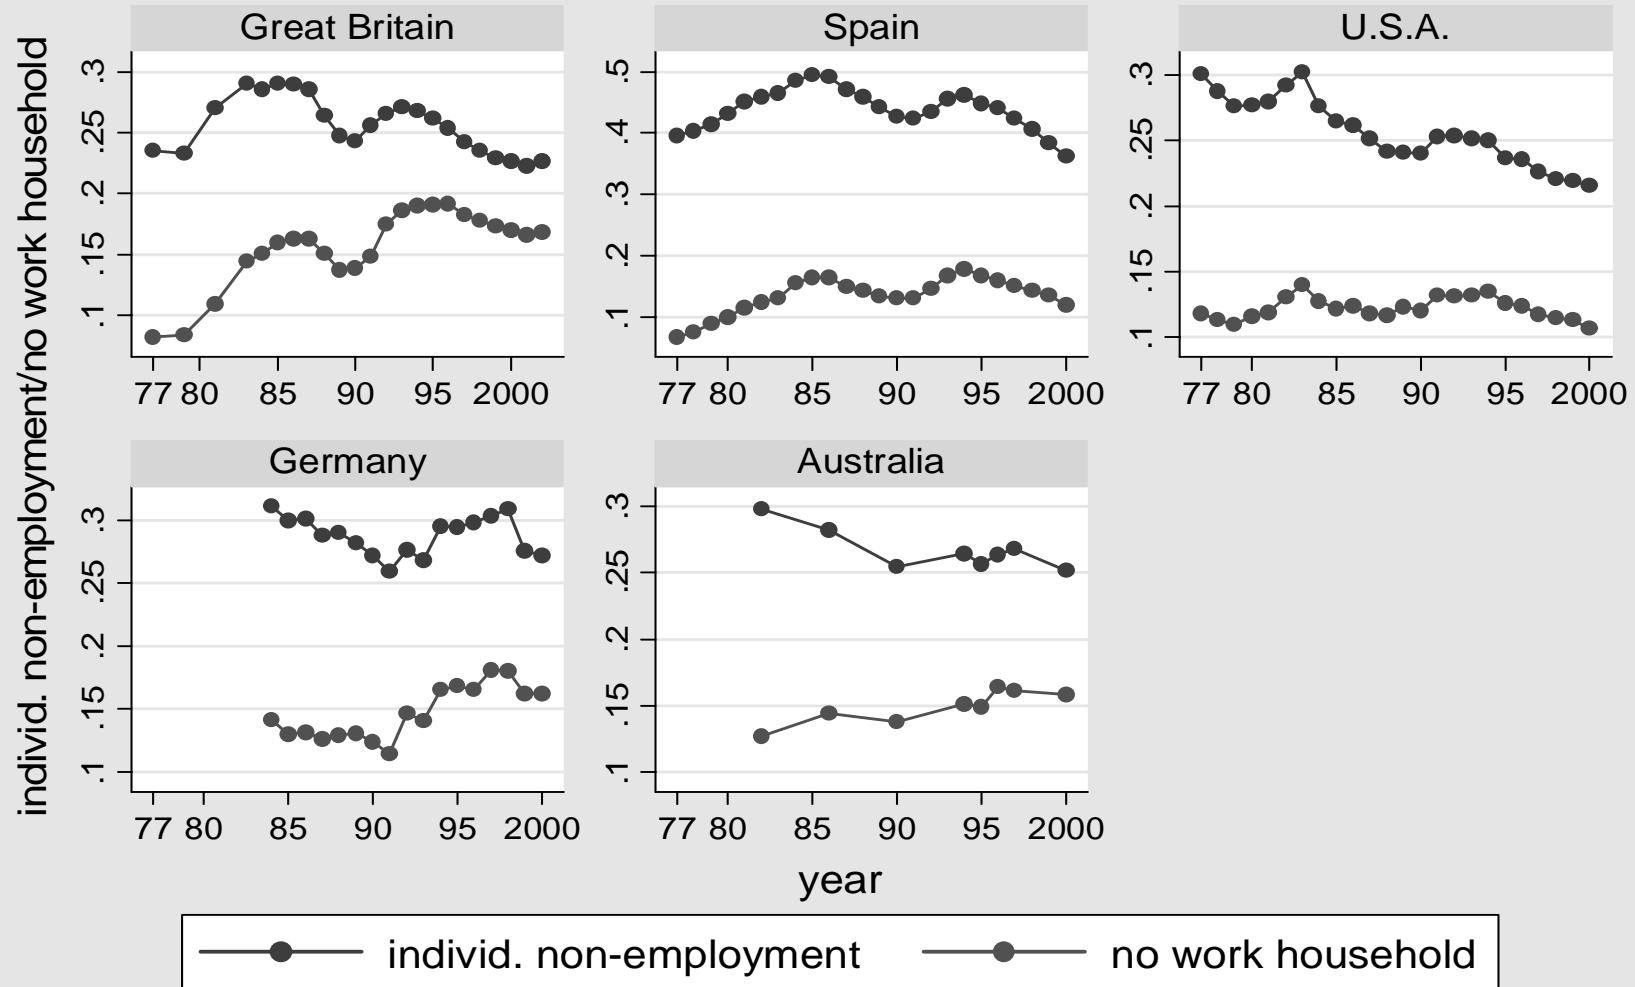 individ. non-employment/no work household
Great Britain
.3
.25
.2
.15
.1
77 80 85 90 95 2000
Spain
.5
.4
.3
.2
.1
77 80 85 90 95 2000
U.S.A.
.3
.25
.2
.15
.1
77 80 85 90 95 2000
Germany
.3
.25
.2
.15
.1
77 80 85 90 95 2000
Australia
.3
.25
.2
.15
.1
77 80 85 90 95 2000
year
individ. non-employment no work household